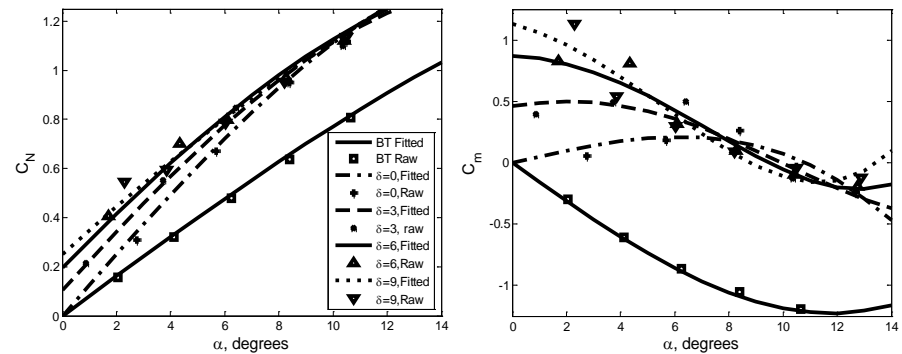 1.2
1
0.8
0.6
0.4
0.2
0
C_N
0 2 4 6 8 10 12 14
α, degrees
BT Fitted
BT Raw
δ=0,Fitted
δ=0,Raw
δ=3,Fitted
δ=3, raw
δ=6,Fitted
δ=6,Raw
δ=9,Fitted
δ=9,Raw
1
0.5
0
-0.5
-1
C_m
0 2 4 6 8 10 12 14
α, degrees